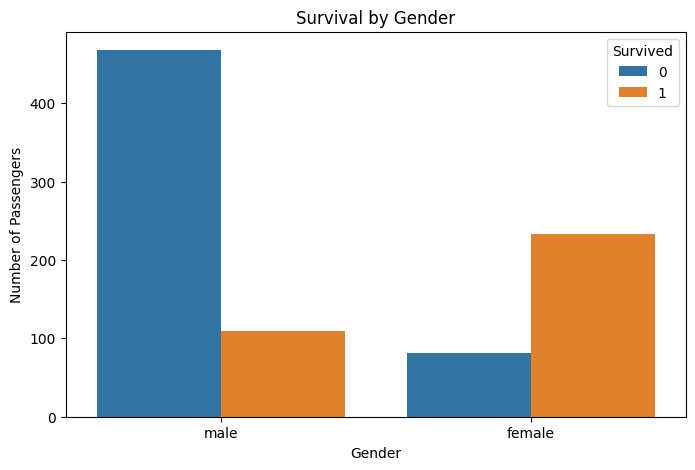 Survival by Gender
Survived
0
1
400
300
200
100
0
Number of Passengers
male female
Gender